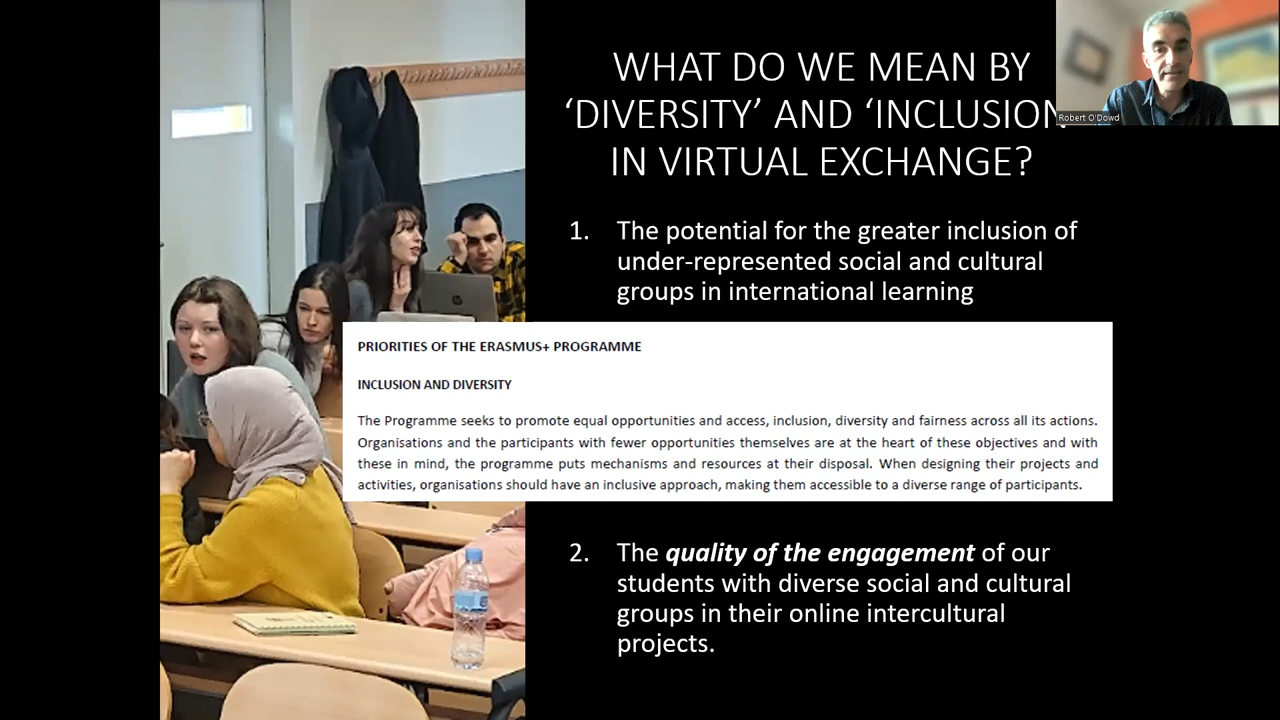 WHAT DO WE MEAN BY
‘DIVERSITY’ AND ‘INCLUSION
IN VIRTUAL EXCHANGE?
Robert O'Dowd
1. The potential for the greater inclusion of
under-represented social and cultural
groups in international learning
PRIORITIES OF THE ERASMUS+ PROGRAMME
INCLUSION AND DIVERSITY
The Programme seeks to promote equal opportunities and access, inclusion, diversity and fairness across all its actions.
Organisations and the participants with fewer opportunities themselves are at the heart of these objectives and with
these in mind, the programme puts mechanisms and resources at their disposal. When designing their projects and
activities, organisations should have an inclusive approach, making them accessible to a diverse range of participants.
2. The quality of the engagement of our
students with diverse social and cultural
groups in their online intercultural
projects.